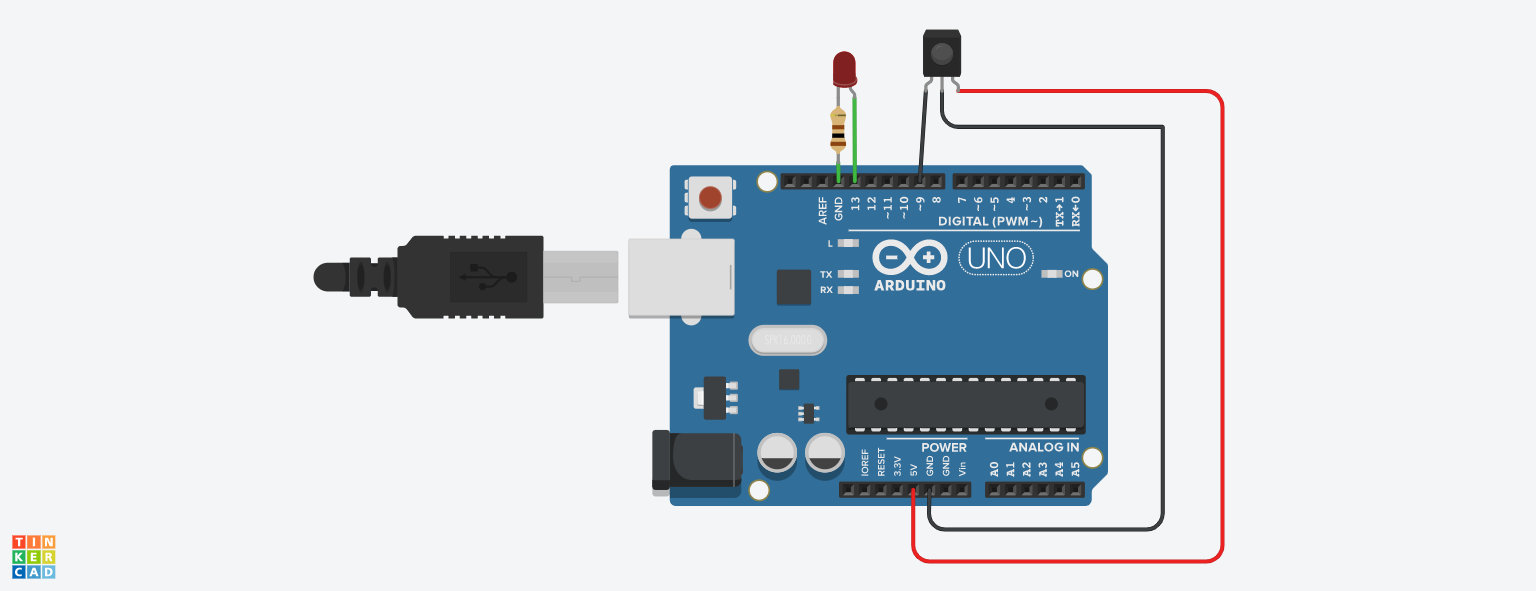 AREF
GND
13
12
~11
~10
~9
8
7
~6
~5
4
~3
2
TX→1
RX←0
DIGITAL (PWM~)
L
TX
RX
ARDUINO
UNO
ON
POWER
ANALOG IN
IOREF
RESET
3.3V
5V
GND
GND
Vin
A0
A1
A2
A3
A4
A5
TIN
KER
CAD